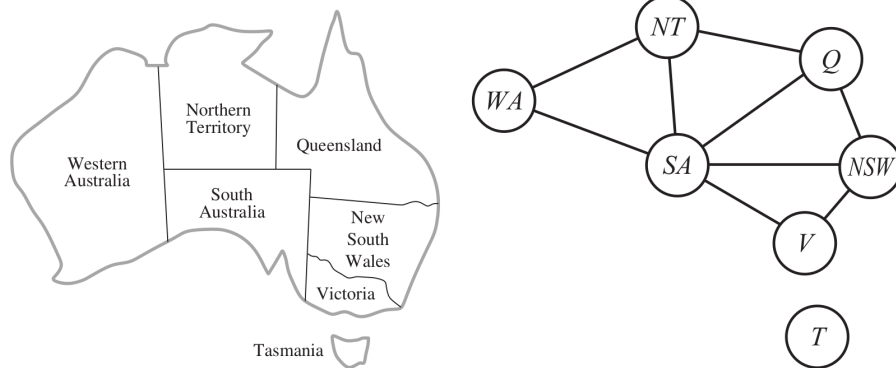 Northern
Territory
Western
Australia
Queensland
South
Australia
New
South
Wales
Victoria
Tasmania
NT
Q
WA
SA
NSW
V
T